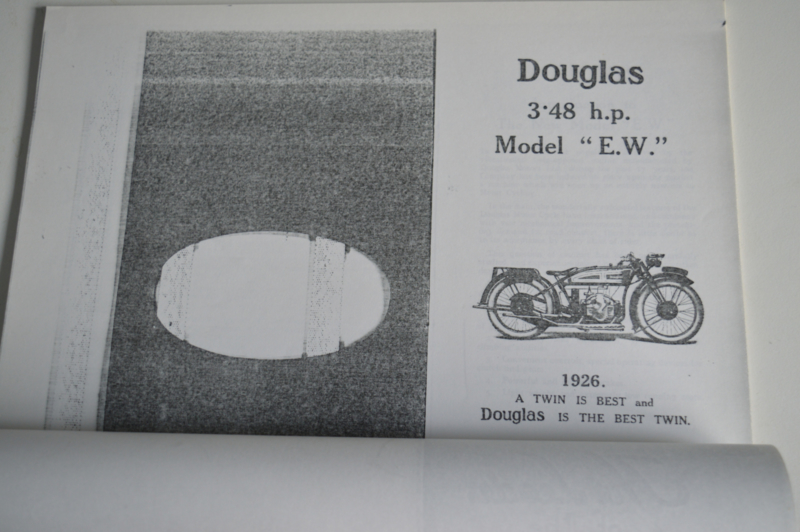 Douglas
3·48 h.p.
Model “E.W.”
1926.
A TWIN IS BEST and
Douglas IS THE BEST TWIN.